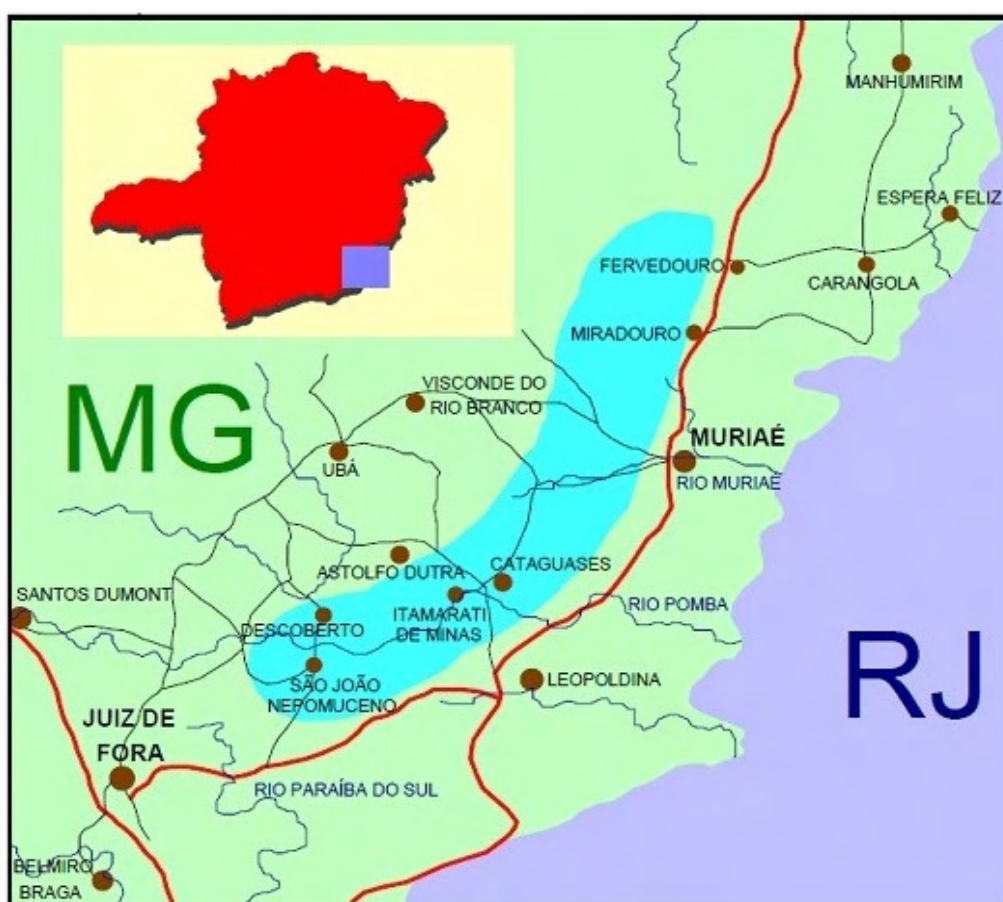 MANHUMIRIM
ESPERA FELIZ
FERVEDOURO
CARANGOLA
MIRADOURO
VISCONDE DO
RIO BRANCO
MG
MURIAÉ
UBÁ
RIO MURIAÉ
ASTOLFO DUTRA
CATAGUASES
SANTOS DUMONT
RIO POMBA
ITAMARATI
DE MINAS
DESCOBERTO
RJ
SÃO JOÃO
NEPOMUCENO
LEOPOLDINA
JUIZ DE
FORA
RIO PARAÍBA DO SUL
BELMIRO
BRAGA